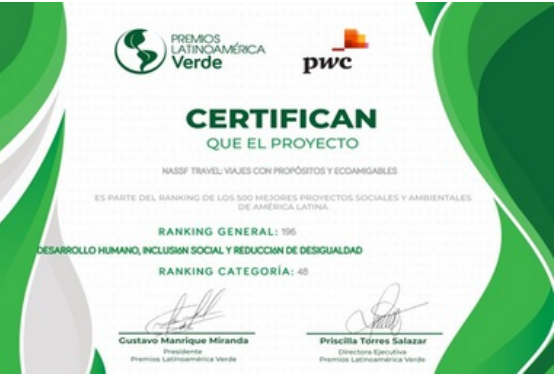 PREMIOS
LATINOAMÉRICA
Verde
pwc
CERTIFICAN
QUE EL PROYECTO
NASSF TRAVEL: VIAJES CON PROPÓSITOS Y ECOAMIGABLES
ES PARTE DEL RANKING DE LOS 500 MEJORES PROYECTOS SOCIALES Y AMBIENTALES
DE AMÉRICA LATINA
RANKING GENERAL: 196
DESARROLLO HUMANO, INCLUSIóN SOCIAL Y REDUCCIóN DE DESIGUALDAD
RANKING CATEGORÍA: 48
Gustavo Manrique Miranda
Presidente
Premios Latinoamérica Verde
Priscilla Törres Salazar
Directora Ejecutiva
Premios Latinoamérica Verde